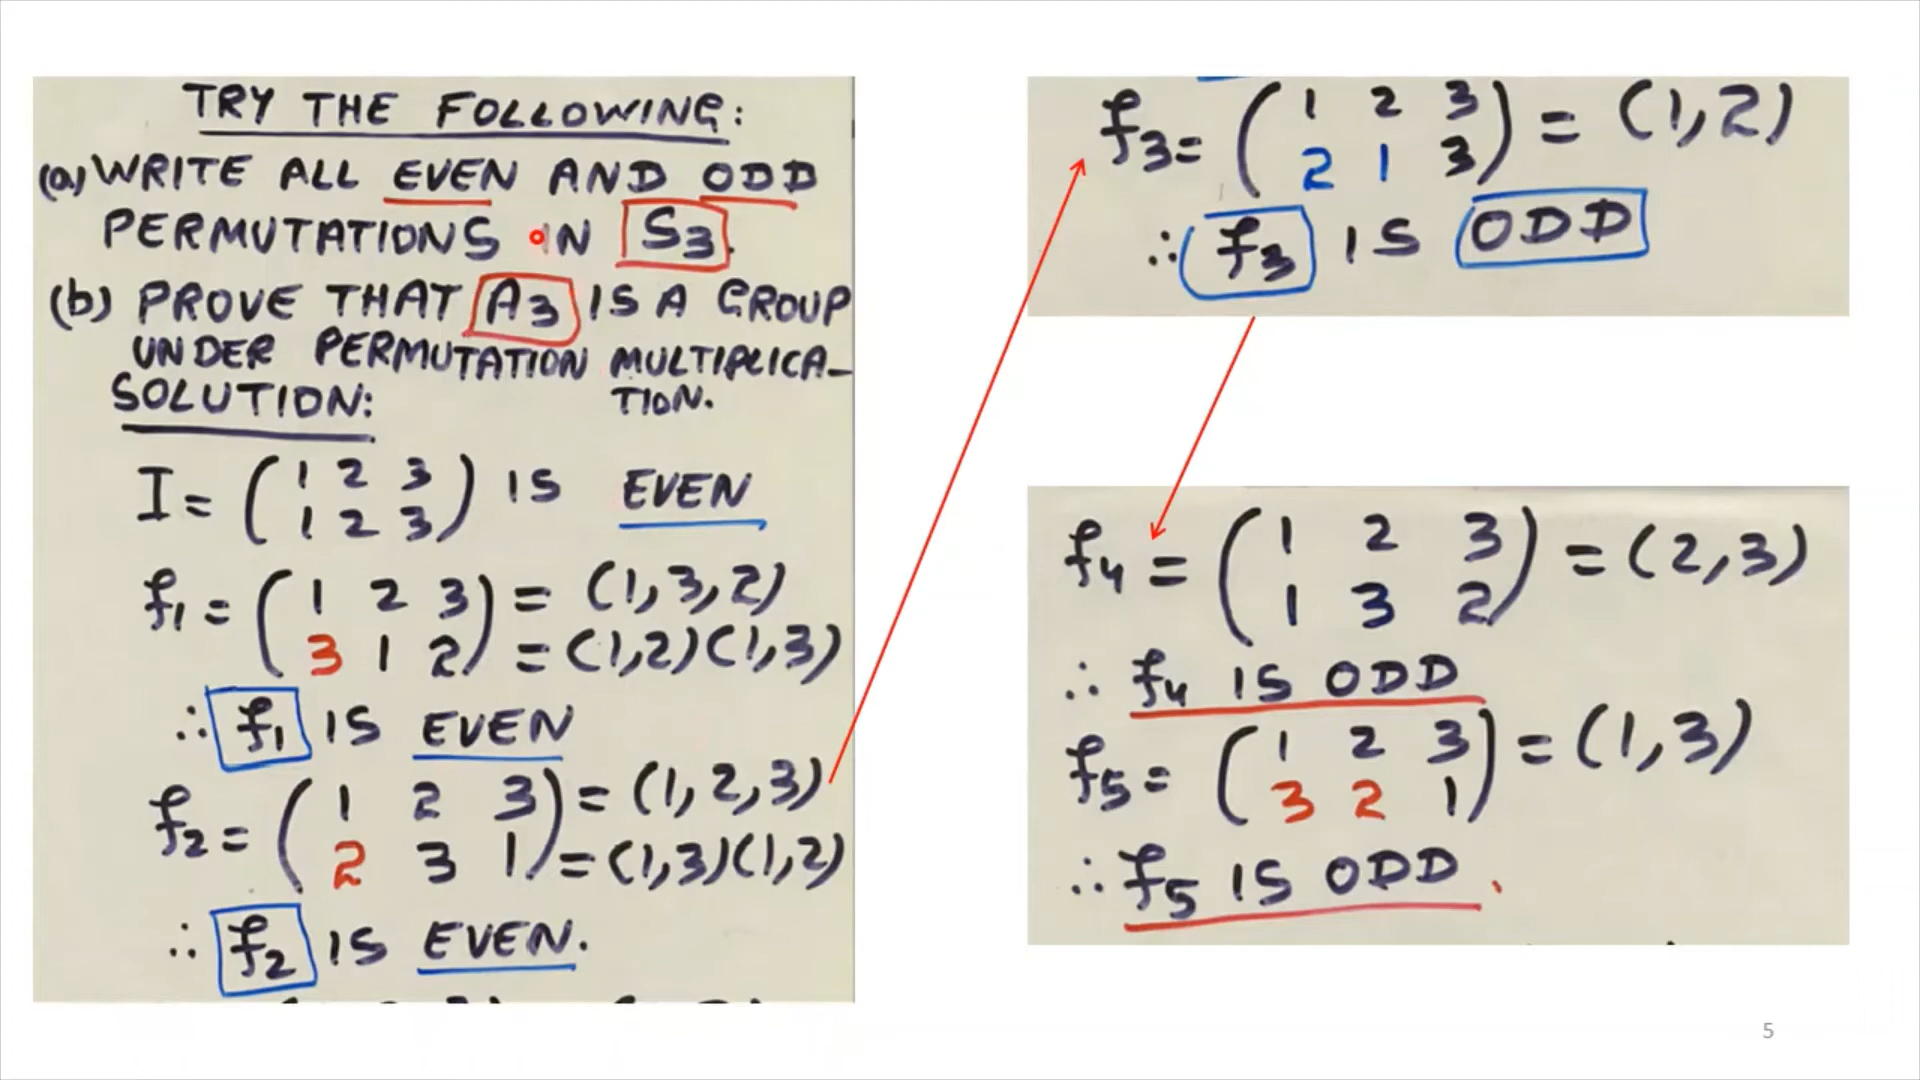 TRY THE FOLLOWING:
(a) WRITE ALL EVEN AND ODD
PERMUTATIONS IN S3.
(b) PROVE THAT A3 IS A GROUP
UNDER PERMUTATION MULTIPLICA-
SOLUTION: TION.
I = ( 1 2 3 ) IS EVEN
1 2 3
f1 = ( 1 2 3 ) = (1,3,2)
3 1 2 = (1,2)(1,3)
∴ f1 IS EVEN
f2 = ( 1 2 3 ) = (1,2,3)
2 3 1 = (1,3)(1,2)
∴ f2 IS EVEN.
f3 = ( 1 2 3 ) = (1,2)
2 1 3
∴ f3 IS ODD
f4 = ( 1 2 3 ) = (2,3)
1 3 2
∴ f4 IS ODD
f5 = ( 1 2 3 ) = (1,3)
3 2 1
∴ f5 IS ODD.
5